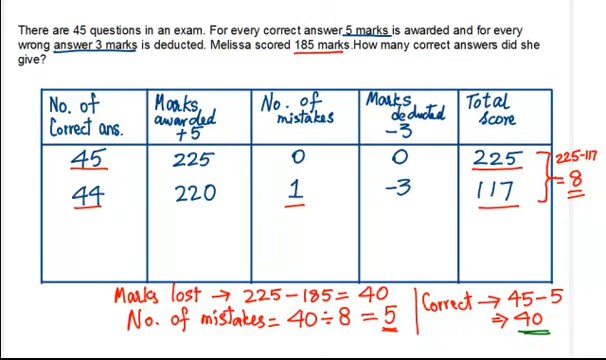 There are 45 questions in an exam. For every correct answer 5 marks is awarded and for every
wrong answer 3 marks is deducted. Melissa scored 185 marks.How many correct answers did she
give?
No. of Correct ans. Marks awarded +5 No. of mistakes Marks deducted -3 Total score
45 225 0 0 225
44 220 1 -3 117
225-117
= 8
Marks lost → 225-185= 40
No. of mistakes= 40÷8 = 5
Correct → 45-5
⇒ 40